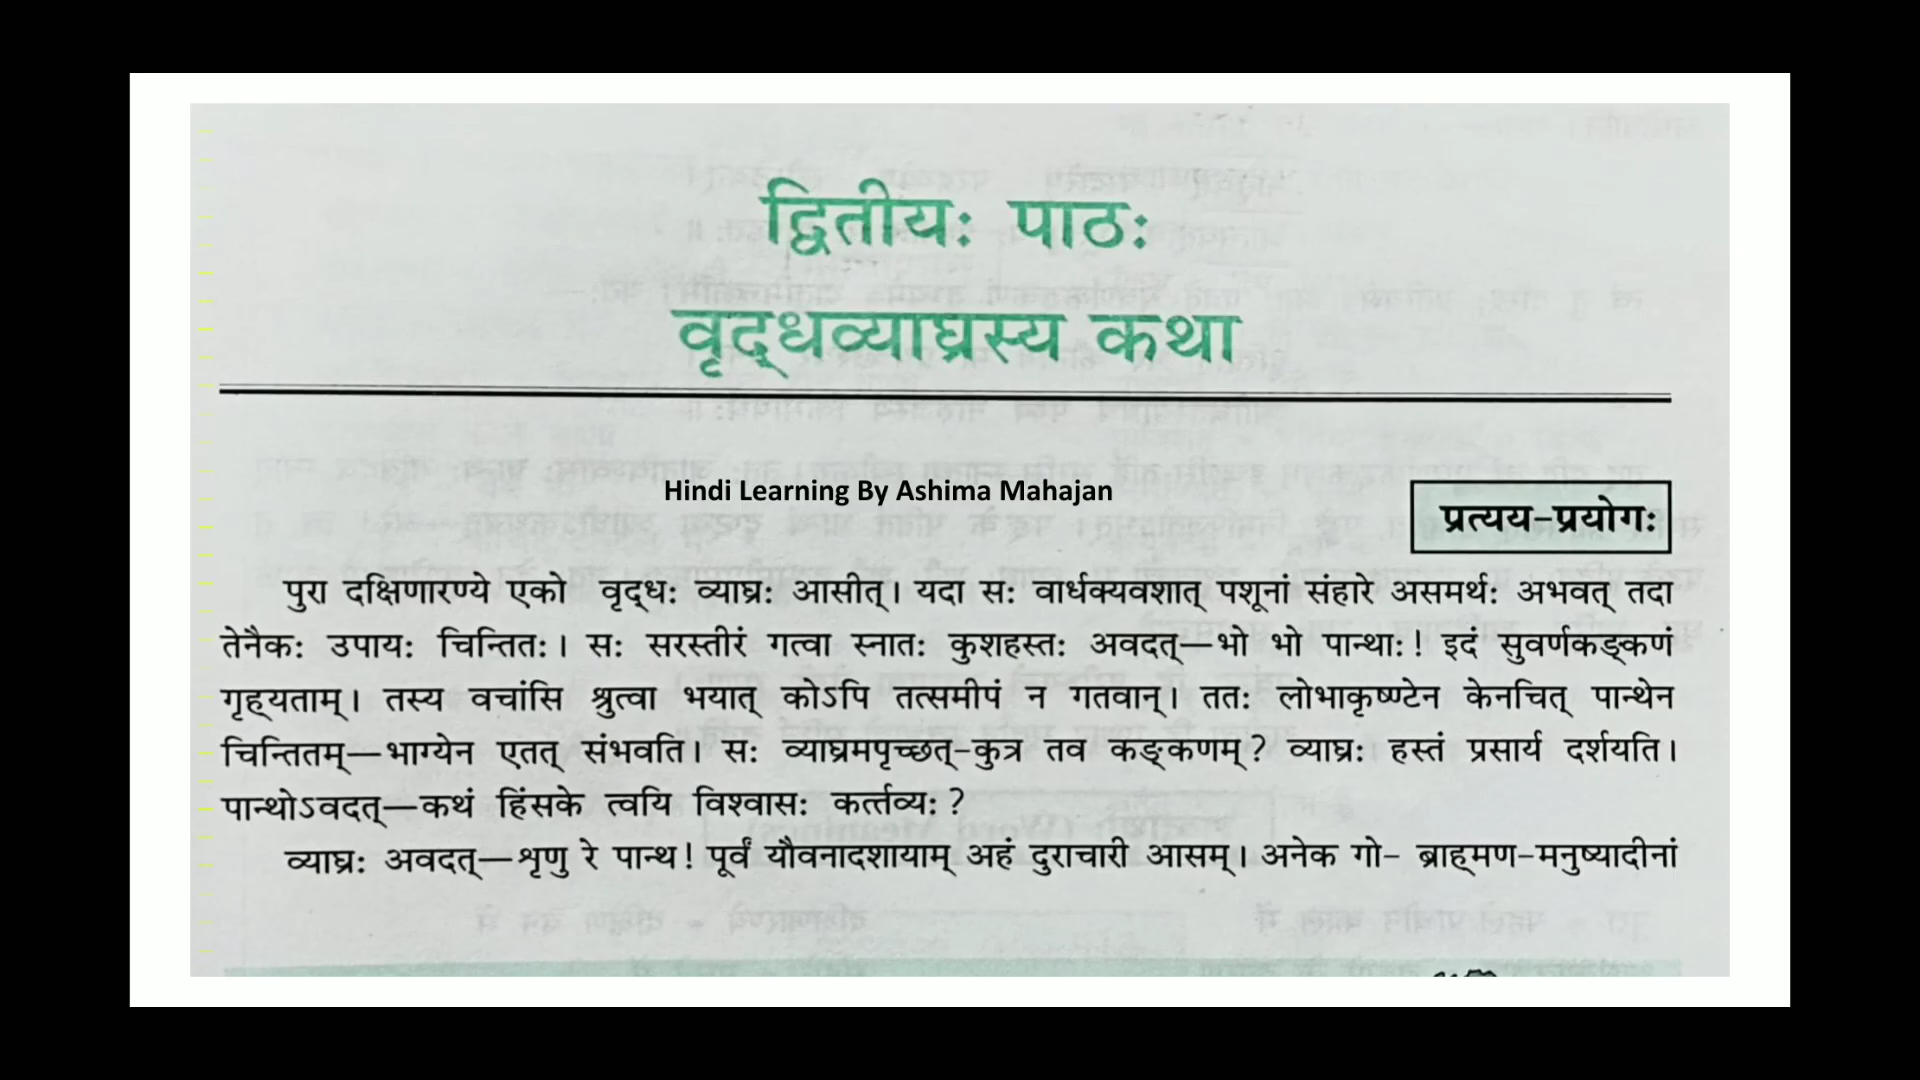 द्वितीयः पाठः
वृद्धव्याघ्रस्य कथा
Hindi Learning By Ashima Mahajan
प्रत्यय-प्रयोगः
पुरा दक्षिणारण्ये एको वृद्धः व्याघ्रः आसीत्। यदा सः वार्धक्यवशात् पशूनां संहारे असमर्थः अभवत् तदा
तेनैकः उपायः चिन्तितः। सः सरस्तीरं गत्वा स्नातः कुशहस्तः अवदत्—भो भो पान्थाः! इदं सुवर्णकङ्कणं
गृह्यताम्। तस्य वचांसि श्रुत्वा भयात् कोऽपि तत्समीपं न गतवान्। ततः लोभाकृष्टेन केनचित् पान्थेन
चिन्तितम्—भाग्येन एतत् संभवति। सः व्याघ्रमपृच्छत्-कुत्र तव कङ्कणम्? व्याघ्रः हस्तं प्रसार्य दर्शयति।
पान्थोऽवदत्—कथं हिंसके त्वयि विश्वासः कर्त्तव्यः?
व्याघ्रः अवदत्—शृणु रे पान्थ! पूर्वं यौवनादशायाम् अहं दुराचारी आसम्। अनेक गो- ब्राह्मण-मनुष्यादीनां